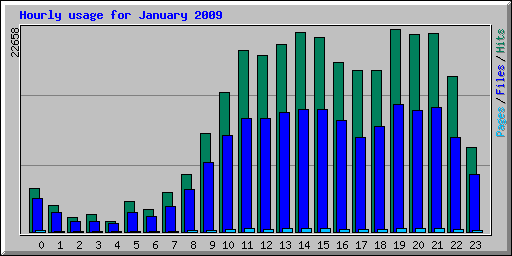 Hourly usage for January 2009
22658
Pages / Files / Hits
0 1 2 3 4 5 6 7 8 9 10 11 12 13 14 15 16 17 18 19 20 21 22 23